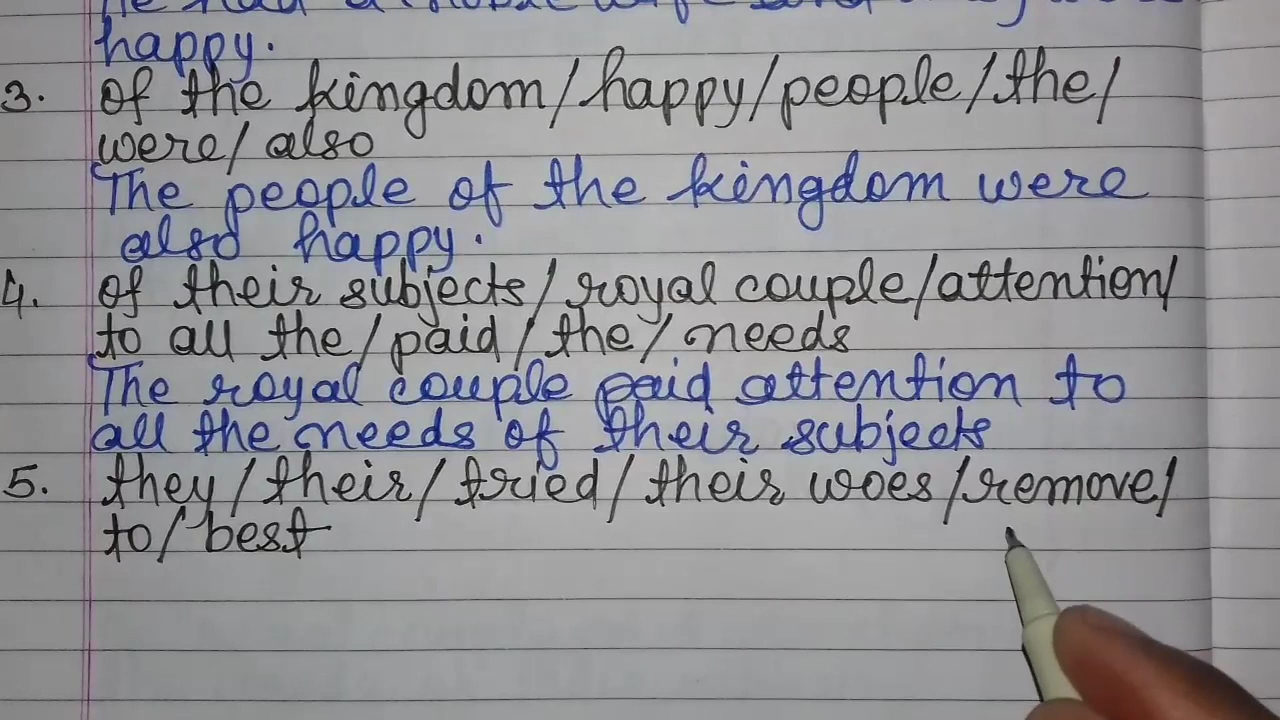 happy.
3. of the kingdom/happy/people/the/
were/also
The people of the kingdom were
also happy.
4. of their subjects/royal couple/attention/
to all the/paid/the/needs
The royal couple paid attention to
all the needs of their subjects
5. they/their/tried/their woes/remove/
to/best